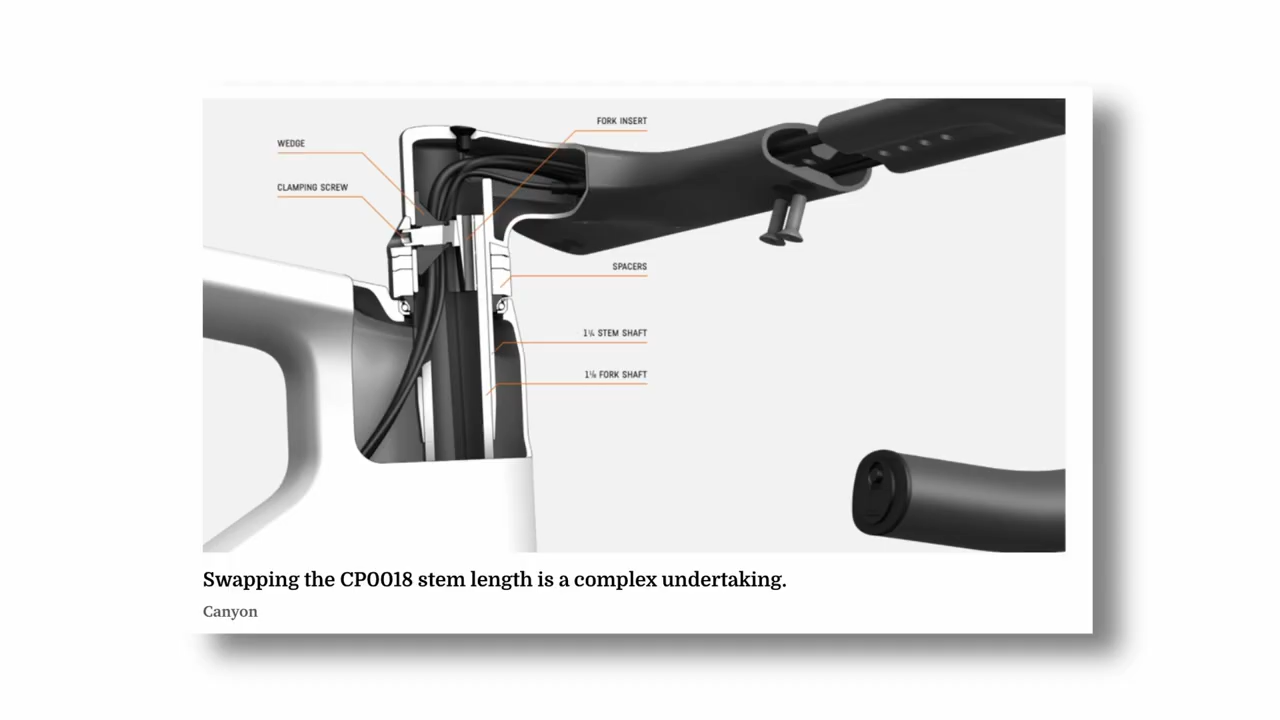 FORK INSERT
WEDGE
CLAMPING SCREW
SPACERS
1¼ STEM SHAFT
1⅛ FORK SHAFT
Swapping the CP0018 stem length is a complex undertaking.
Canyon